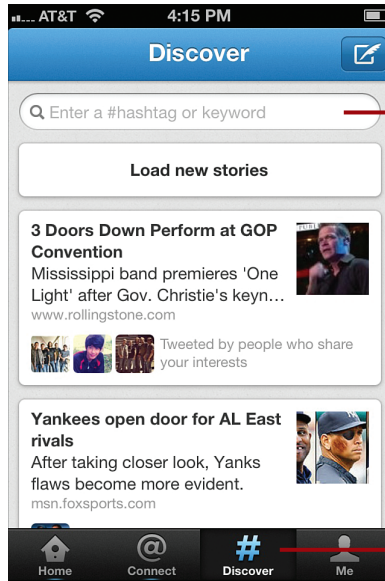 AT&T 4:15 PM
Discover
Enter a #hashtag or keyword
Load new stories
3 Doors Down Perform at GOP
Convention
Mississippi band premieres 'One
Light' after Gov. Christie's keyn…
www.rollingstone.com
Tweeted by people who share
your interests
Yankees open door for AL East
rivals
After taking closer look, Yanks
flaws become more evident.
msn.foxsports.com
Home @ Connect # Discover Me